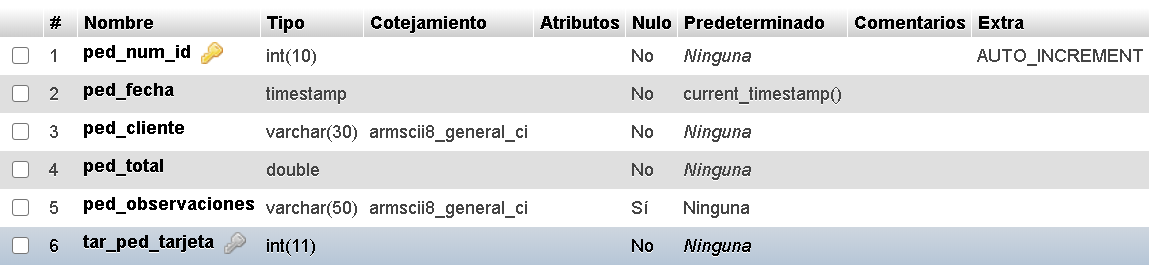 # Nombre Tipo Cotejamiento Atributos Nulo Predeterminado Comentarios Extra
1 ped_num_id int(10) No Ninguna AUTO_INCREMENT
2 ped_fecha timestamp No current_timestamp()
3 ped_cliente varchar(30) armscii8_general_ci No Ninguna
4 ped_total double No Ninguna
5 ped_observaciones varchar(50) armscii8_general_ci Sí Ninguna
6 tar_ped_tarjeta int(11) No Ninguna